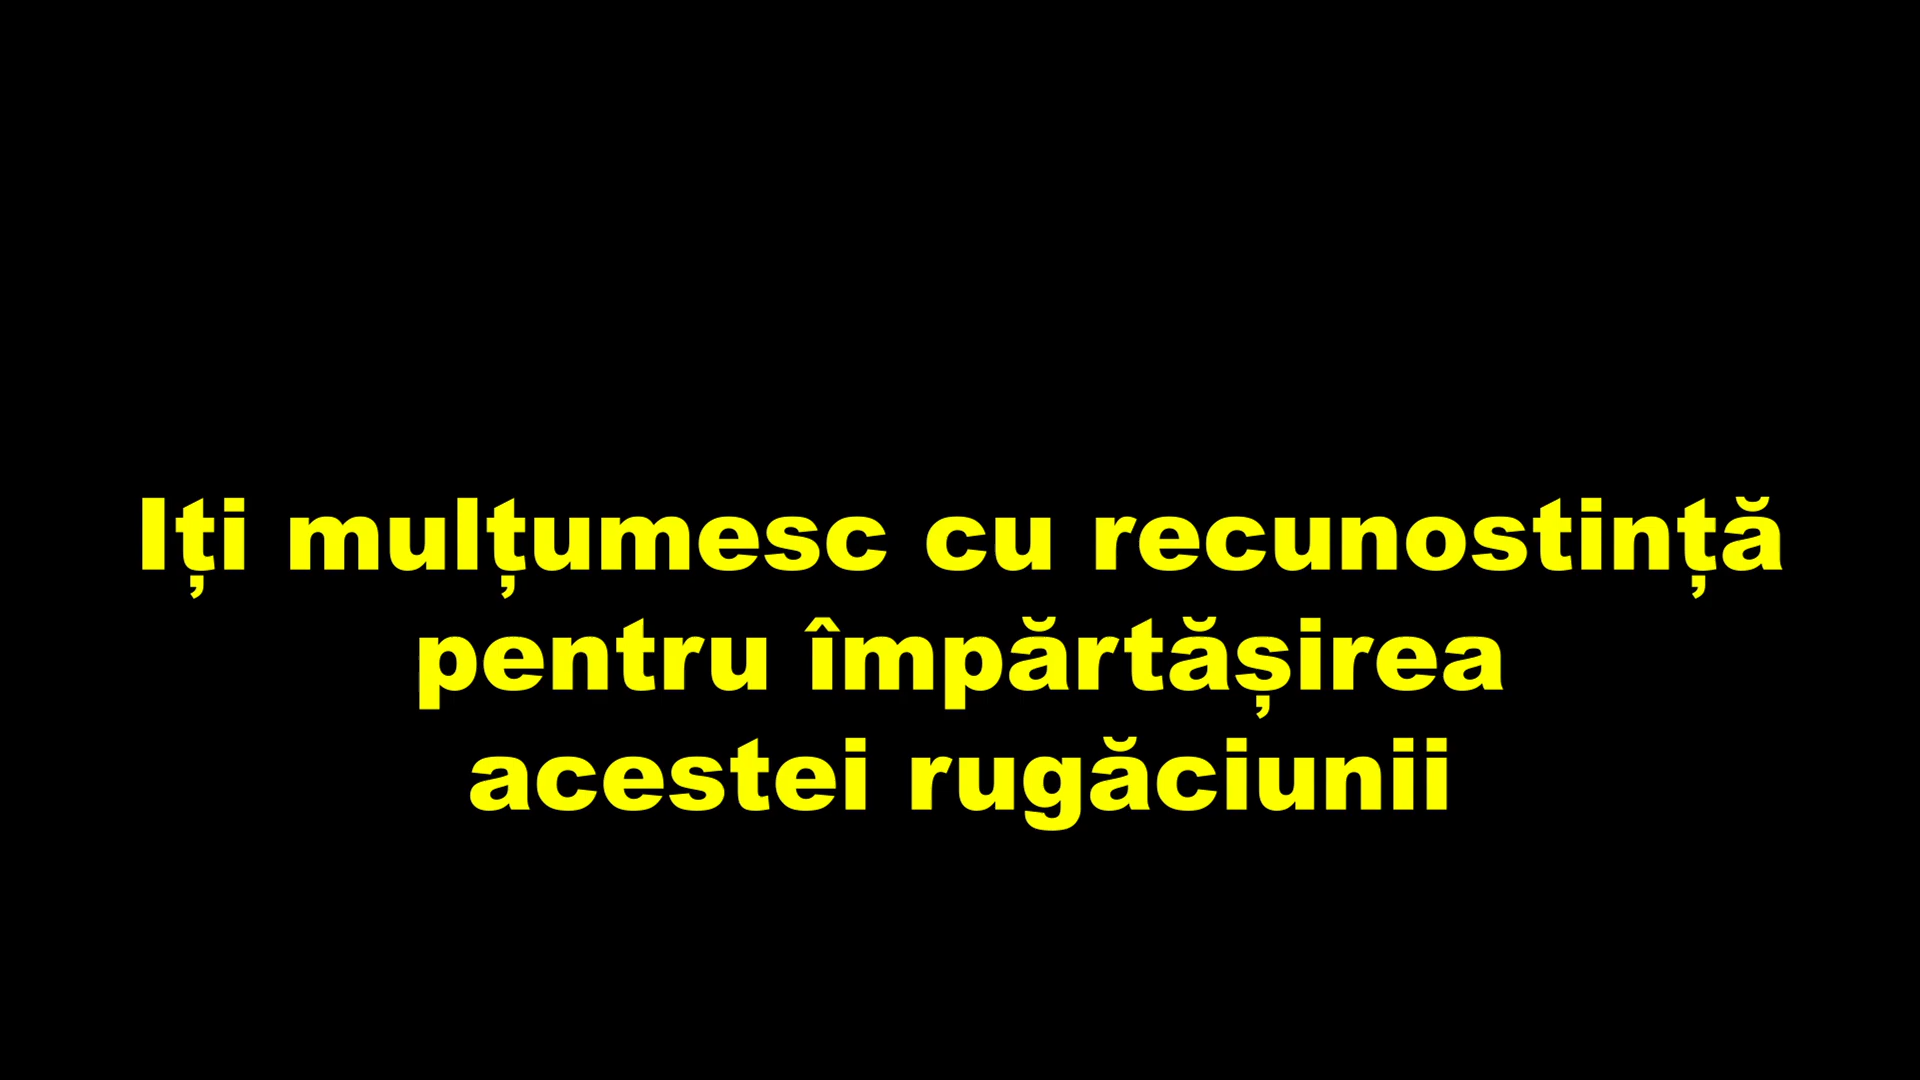 Iți mulțumesc cu recunostință
pentru împărtășirea
acestei rugăciunii